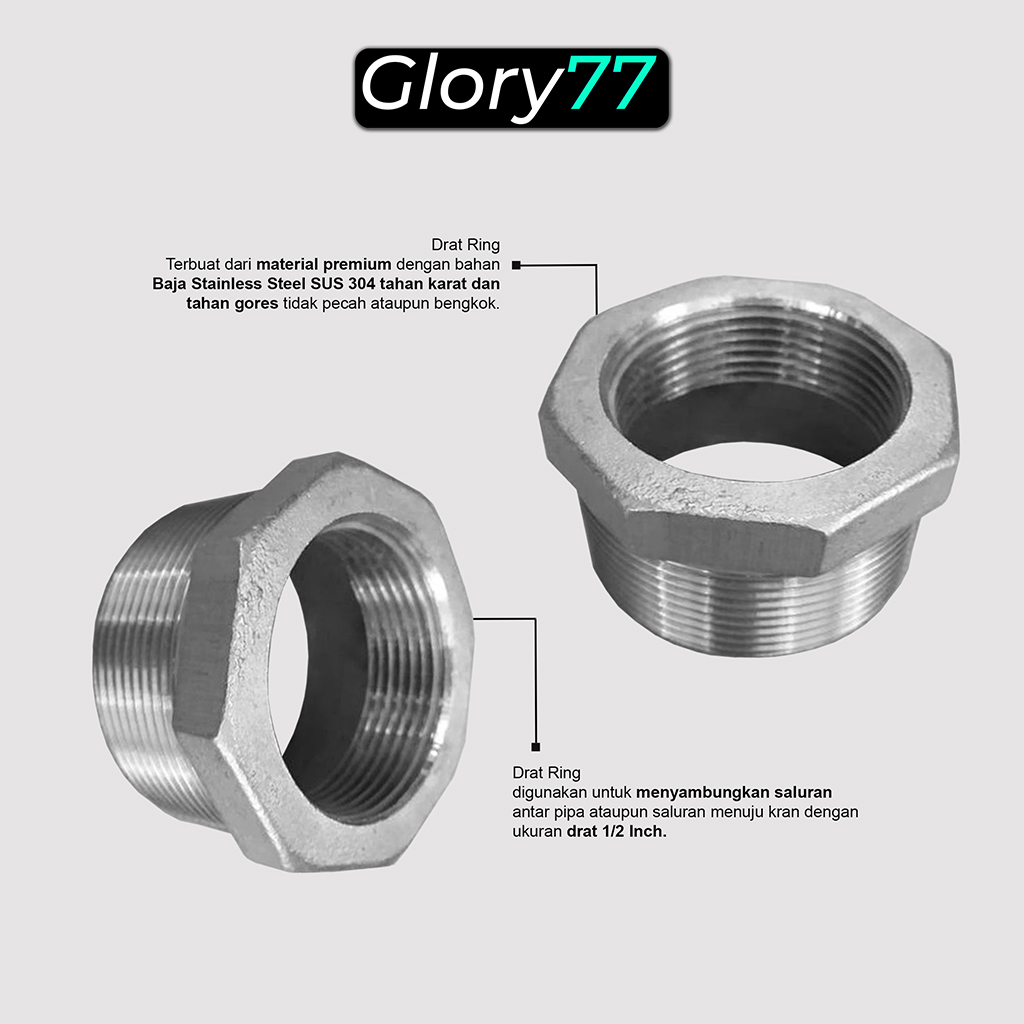 Glory77
Drat Ring
Terbuat dari material premium dengan bahan
Baja Stainless Steel SUS 304 tahan karat dan
tahan gores tidak pecah ataupun bengkok.
Drat Ring
digunakan untuk menyambungkan saluran
antar pipa ataupun saluran menuju kran dengan
ukuran drat 1/2 Inch.